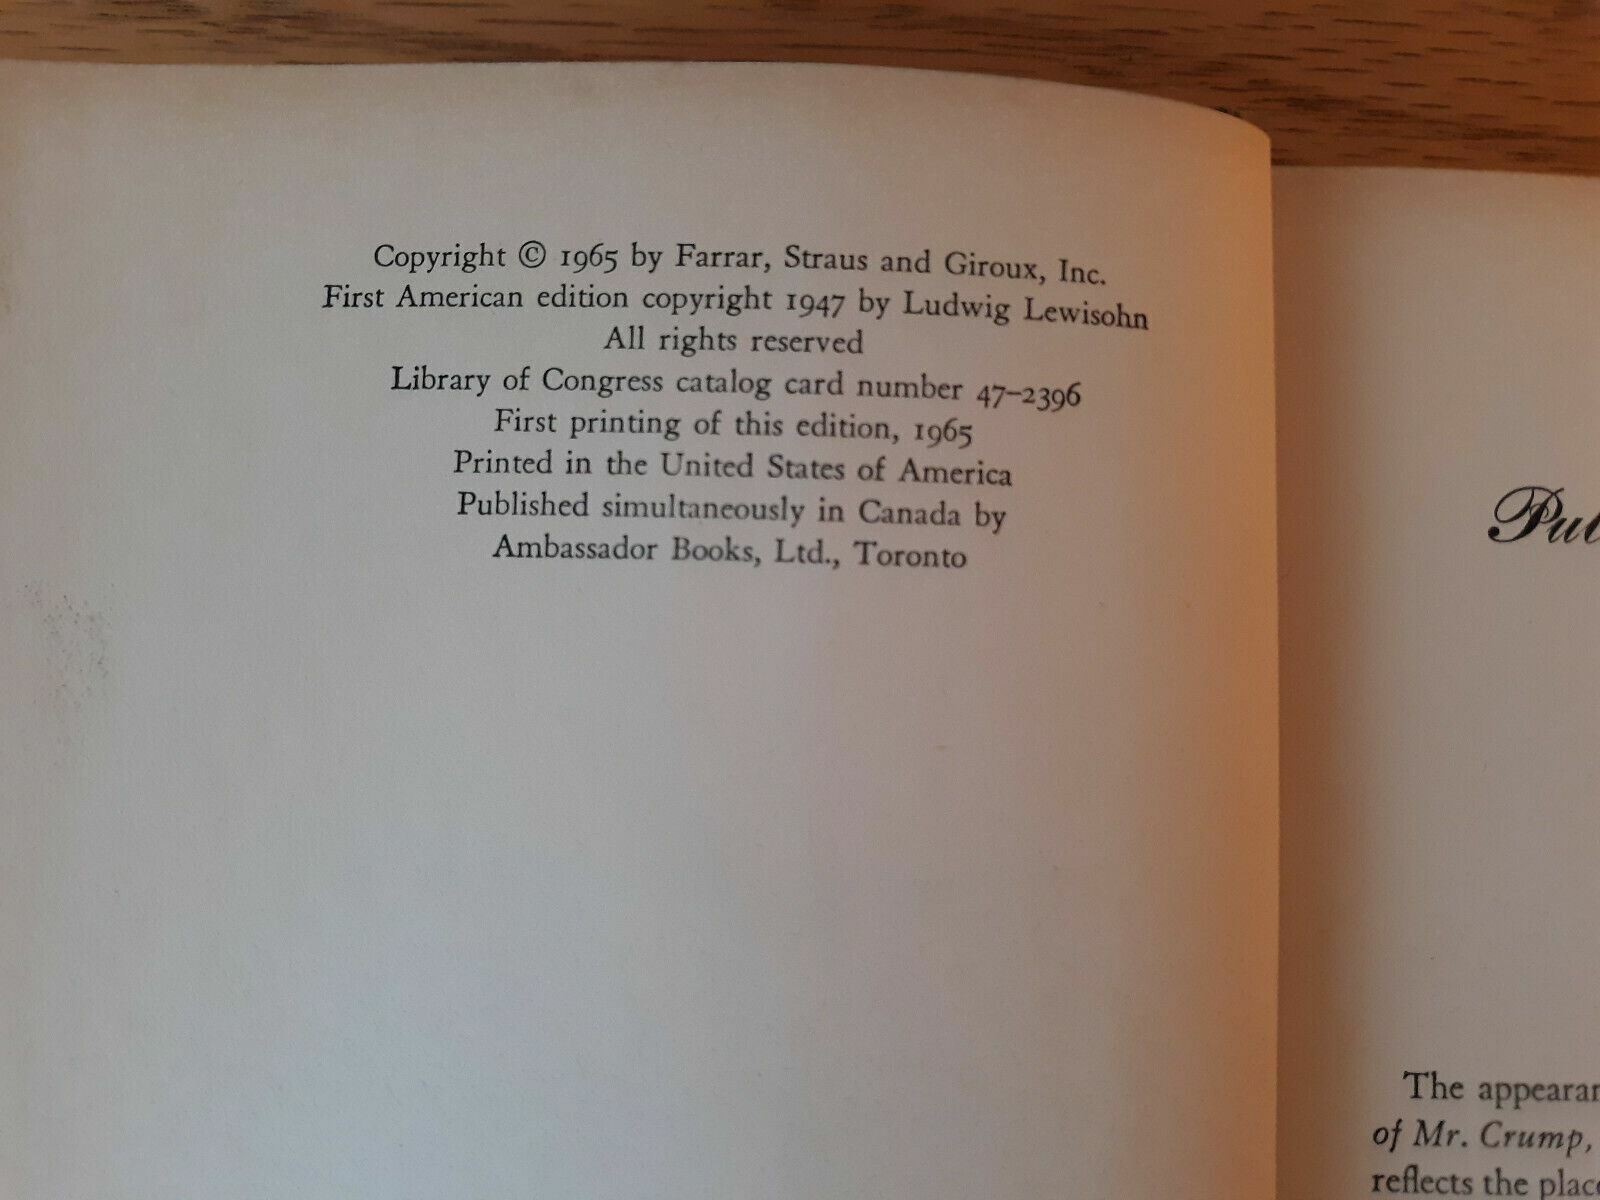 Copyright © 1965 by Farrar, Straus and Giroux, Inc.
First American edition copyright 1947 by Ludwig Lewisohn
All rights reserved
Library of Congress catalog card number 47–2396
First printing of this edition, 1965
Printed in the United States of America
Published simultaneously in Canada by
Ambassador Books, Ltd., Toronto
The
of Mr. Crump,
reflects the